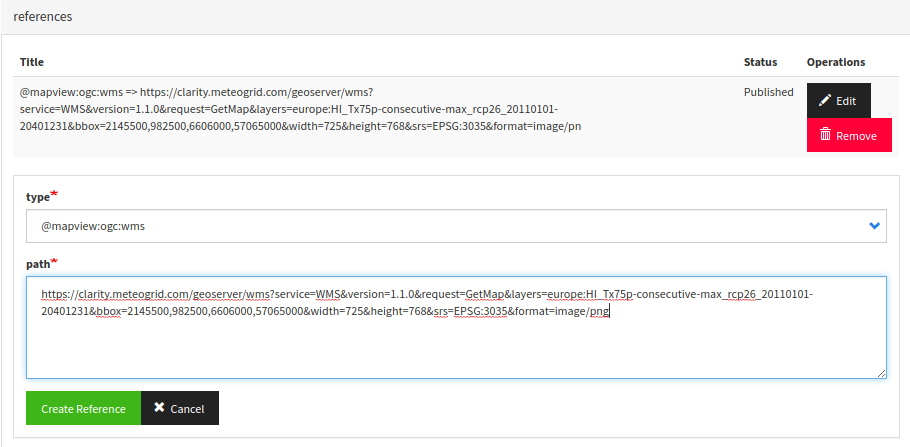 references
Title Status Operations
@mapview:ogc:wms => https://clarity.meteogrid.com/geoserver/wms? Published Edit
service=WMS&version=1.1.0&request=GetMap&layers=europe:HI_Tx75p-consecutive-max_rcp26_20110101-
20401231&bbox=2145500,982500,6606000,57065000&width=725&height=768&srs=EPSG:3035&format=image/pn
Remove
type*
@mapview:ogc:wms
path*
https://clarity.meteogrid.com/geoserver/wms?service=WMS&version=1.1.0&request=GetMap&layers=europe:HI_Tx75p-consecutive-max_rcp26_20110101-
20401231&bbox=2145500,982500,6606000,57065000&width=725&height=768&srs=EPSG:3035&format=image/png
Create Reference Cancel